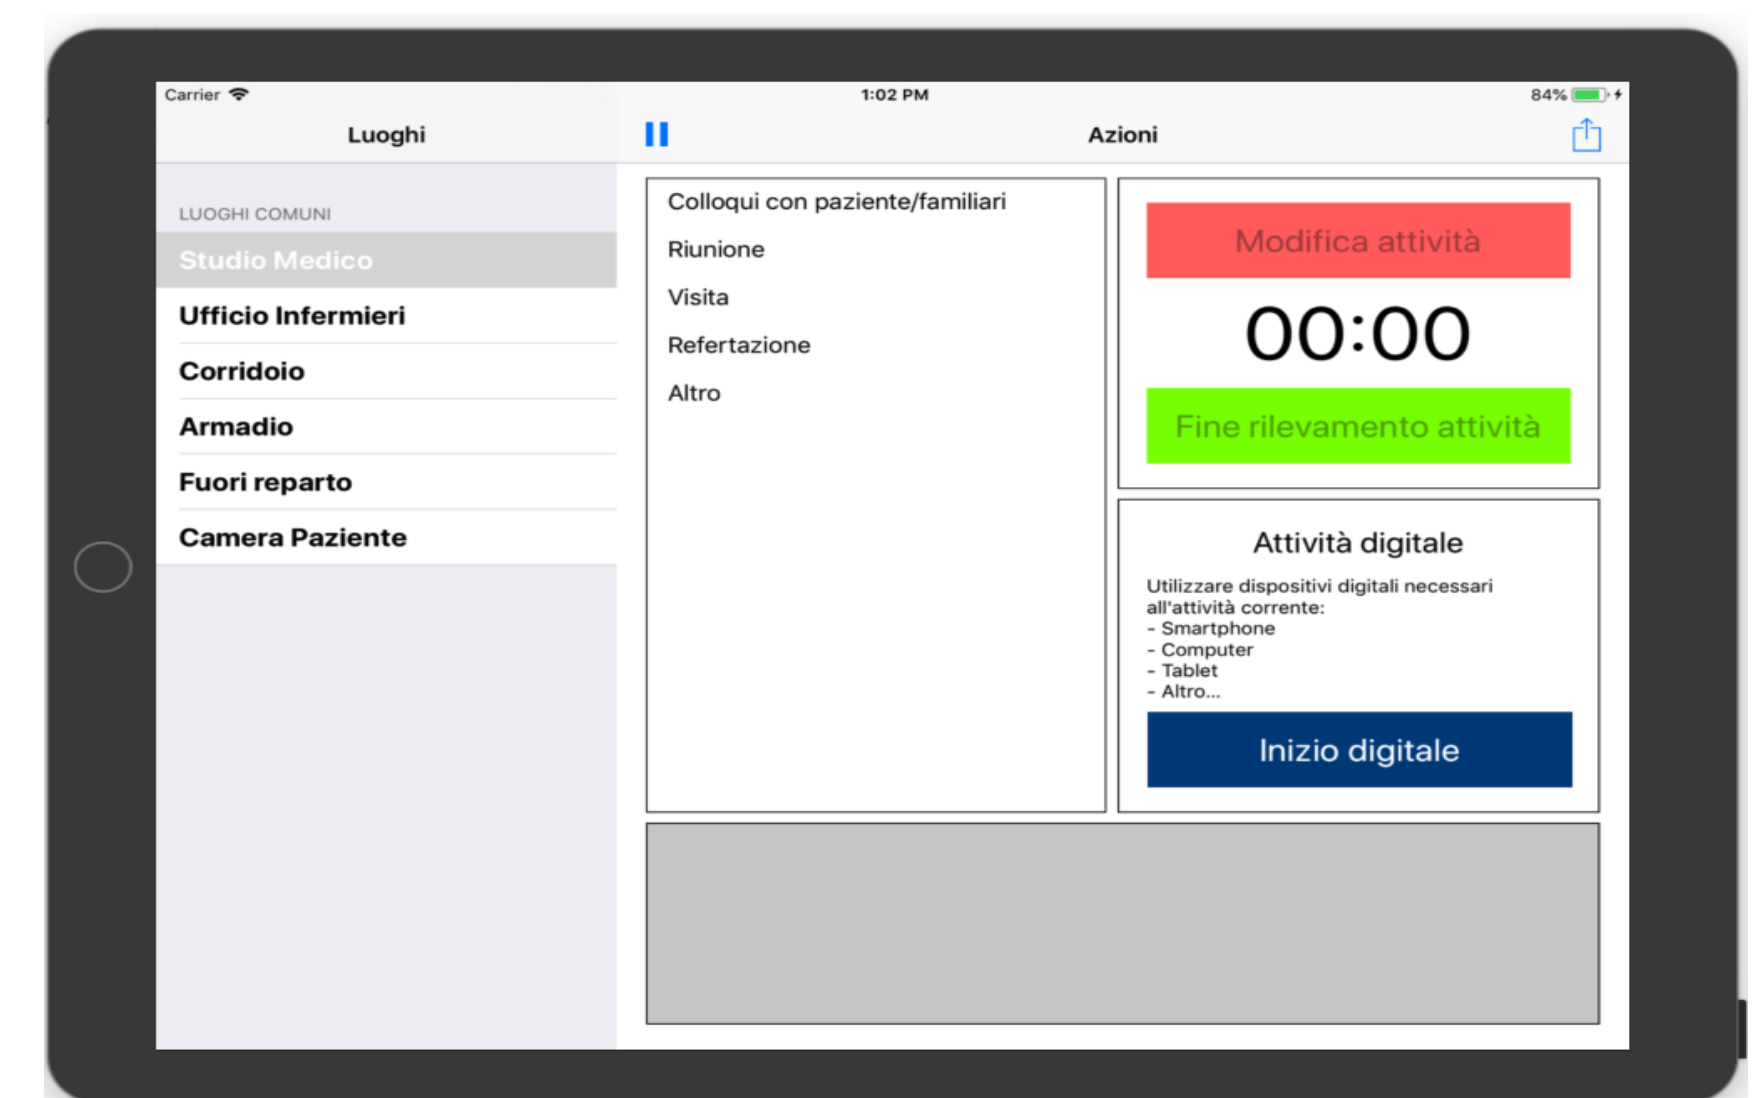 Carrier
1:02 PM
84%
Luoghi
Azioni
LUOGHI COMUNI
Studio Medico
Ufficio Infermieri
Corridoio
Armadio
Fuori reparto
Camera Paziente
Colloqui con paziente/familiari
Riunione
Visita
Refertazione
Altro
Modifica attività
00:00
Fine rilevamento attività
Attività digitale
Utilizzare dispositivi digitali necessari
all'attività corrente:
- Smartphone
- Computer
- Tablet
- Altro...
Inizio digitale